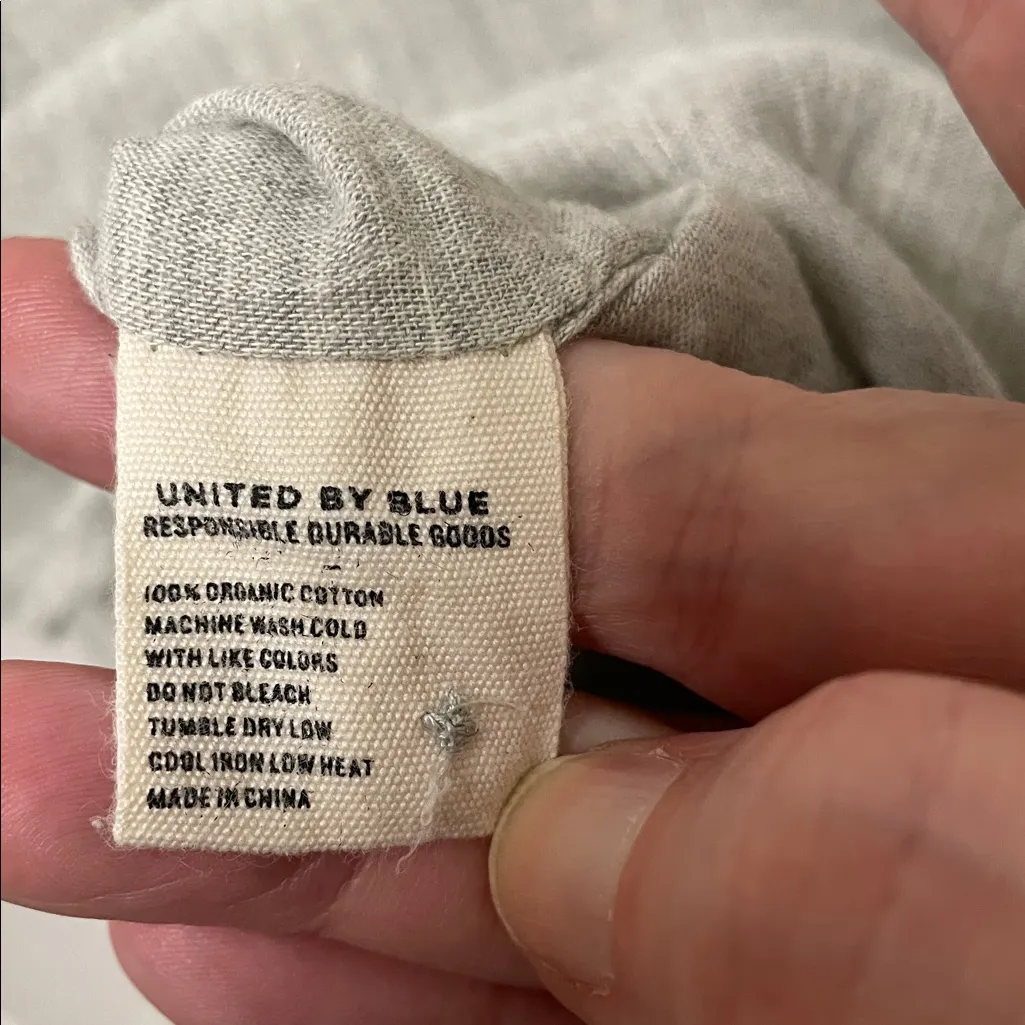 UNITED BY BLUE
RESPONSIBLE DURABLE GOODS
100% ORGANIC COTTON
MACHINE WASH COLD
WITH LIKE COLORS
DO NOT BLEACH
TUMBLE DRY LOW
COOL IRON LOW HEAT
MADE IN CHINA